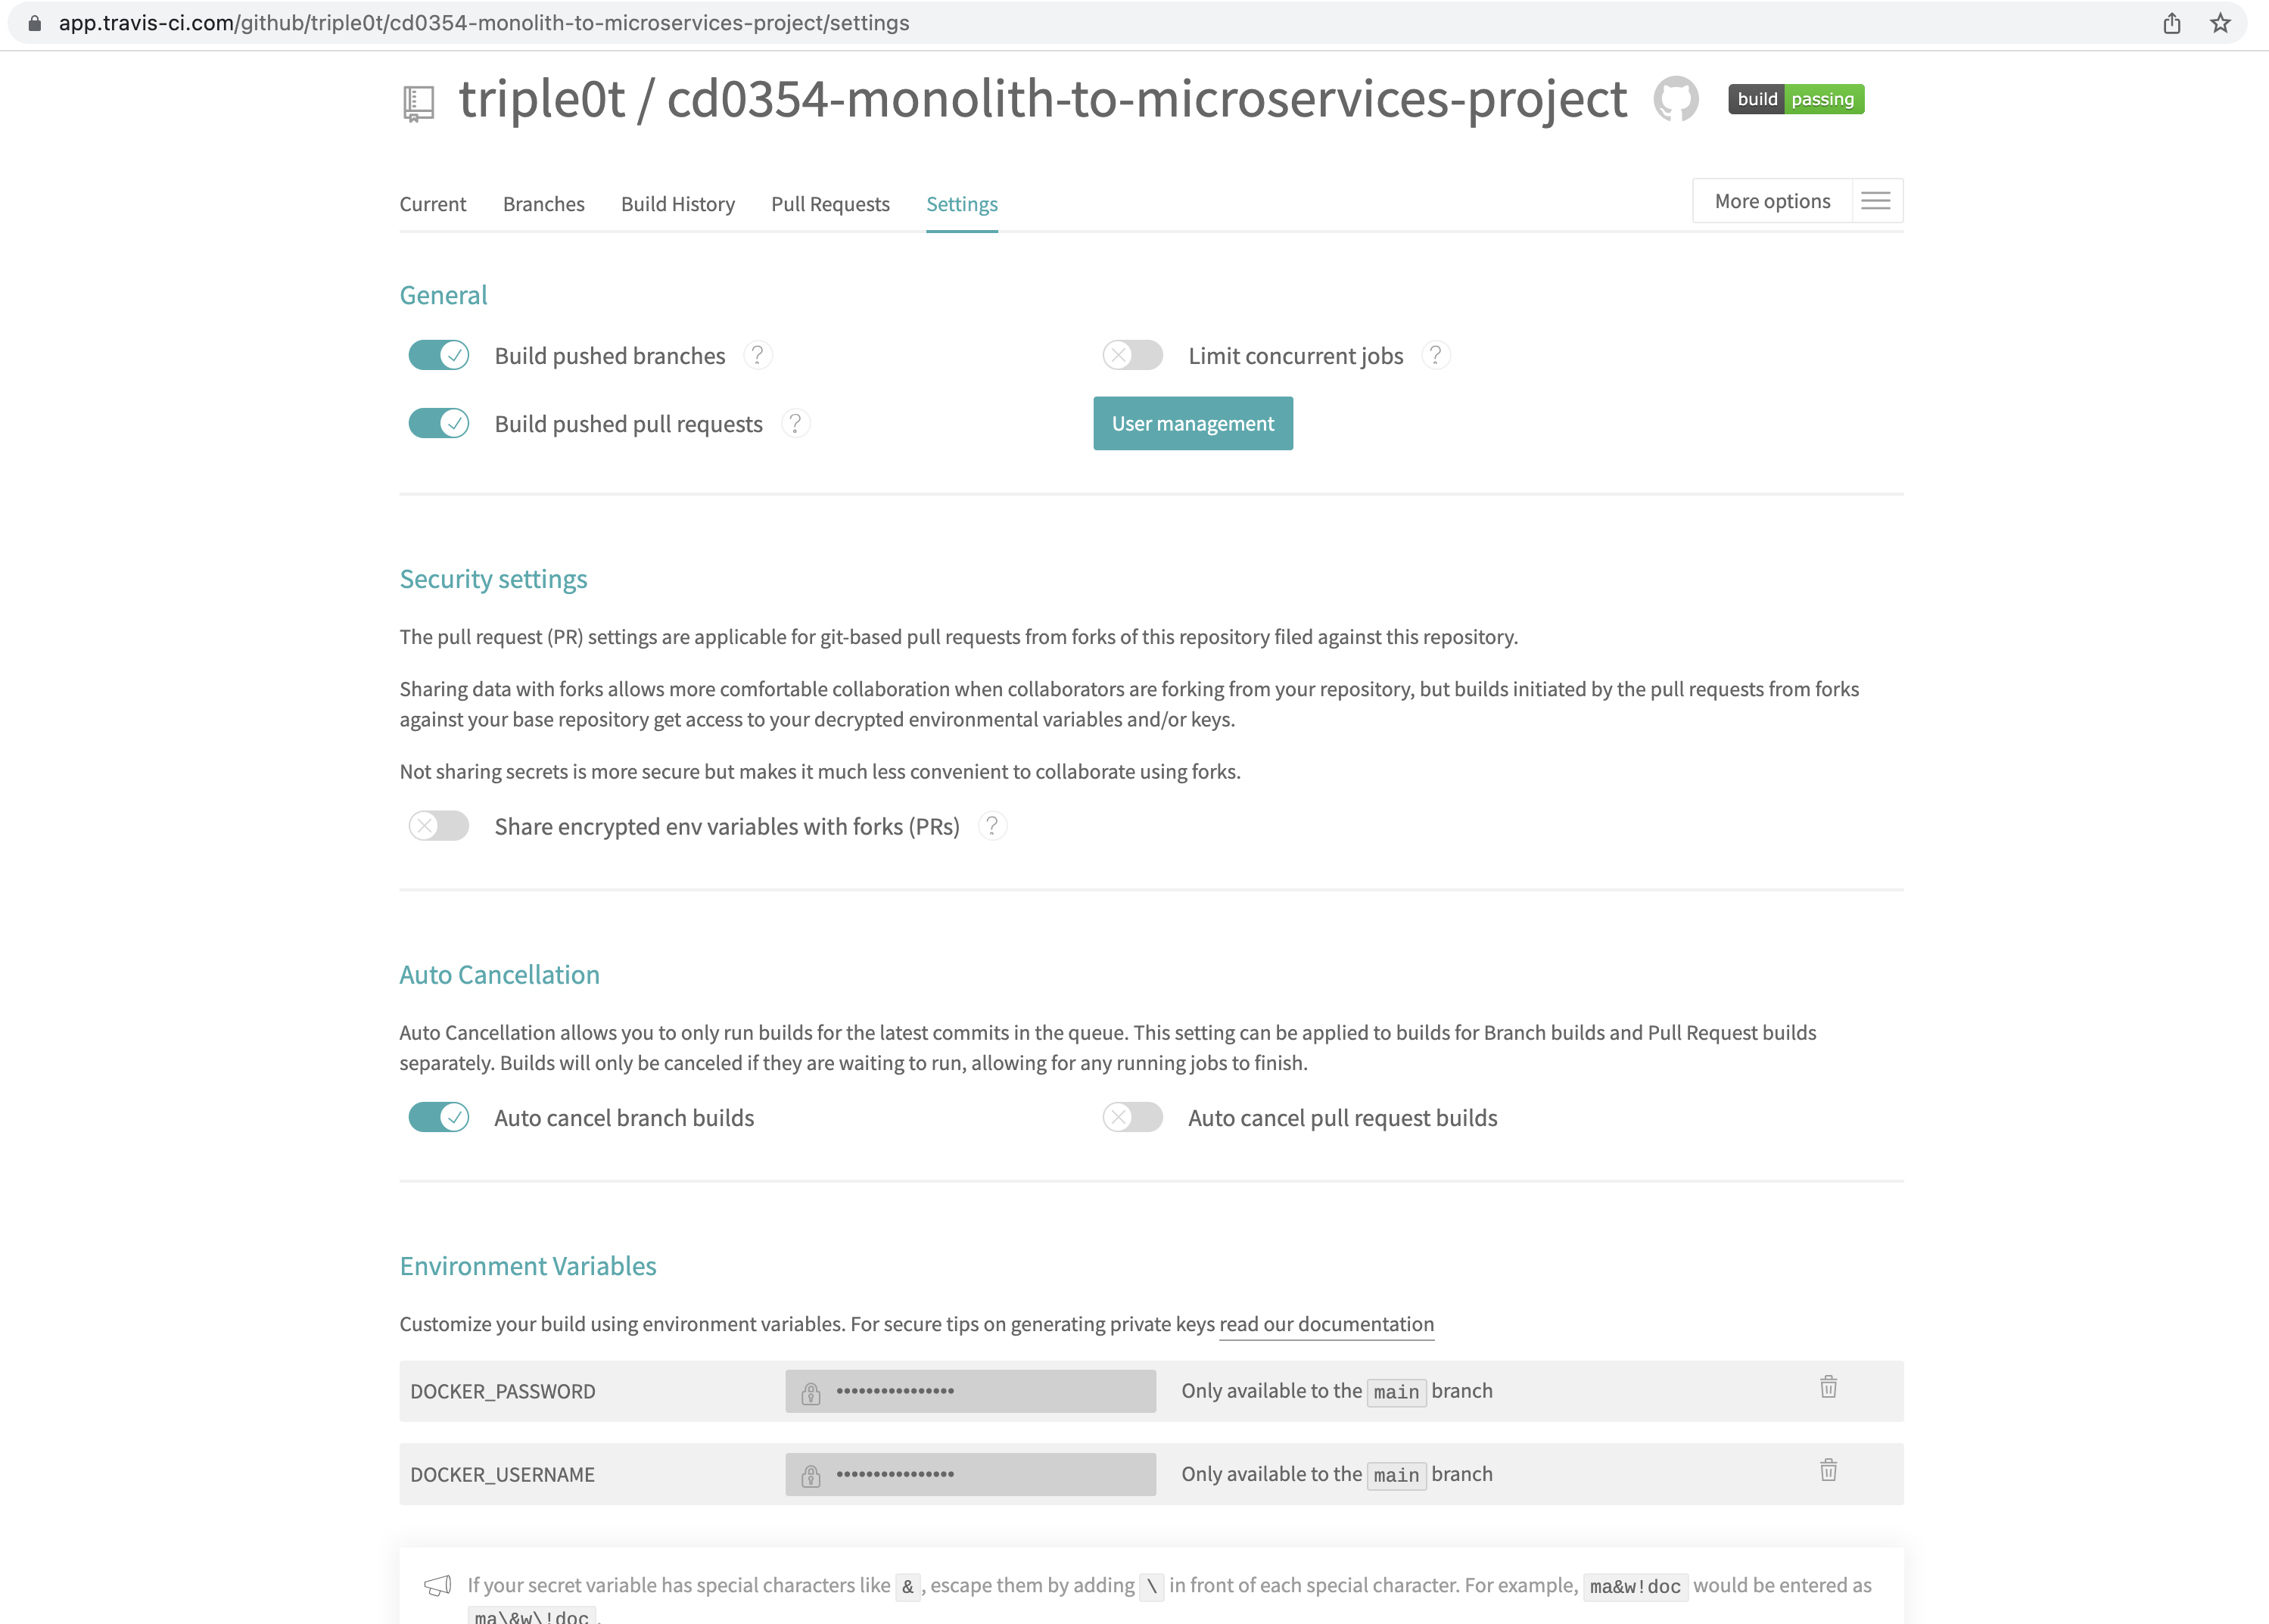 app.travis-ci.com/github/triple0t/cd0354-monolith-to-microservices-project/settings
triple0t / cd0354-monolith-to-microservices-project
build passing
Current Branches Build History Pull Requests Settings
More options
General
Build pushed branches ?
Limit concurrent jobs ?
Build pushed pull requests ?
User management
Security settings
The pull request (PR) settings are applicable for git-based pull requests from forks of this repository filed against this repository.
Sharing data with forks allows more comfortable collaboration when collaborators are forking from your repository, but builds initiated by the pull requests from forks
against your base repository get access to your decrypted environmental variables and/or keys.
Not sharing secrets is more secure but makes it much less convenient to collaborate using forks.
Share encrypted env variables with forks (PRs) ?
Auto Cancellation
Auto Cancellation allows you to only run builds for the latest commits in the queue. This setting can be applied to builds for Branch builds and Pull Request builds
separately. Builds will only be canceled if they are waiting to run, allowing for any running jobs to finish.
Auto cancel branch builds
Auto cancel pull request builds
Environment Variables
Customize your build using environment variables. For secure tips on generating private keys read our documentation
DOCKER_PASSWORD •••••••••••••••• Only available to the main branch
DOCKER_USERNAME •••••••••••••••• Only available to the main branch
If your secret variable has special characters like &, escape them by adding \ in front of each special character. For example, ma&w!doc would be entered as
ma\&w\!doc.